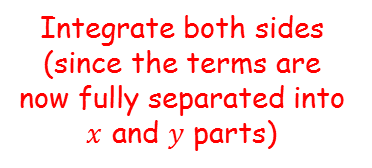 Integrate both sides
(since the terms are
now fully separated into
𝑥 and 𝑦 parts)